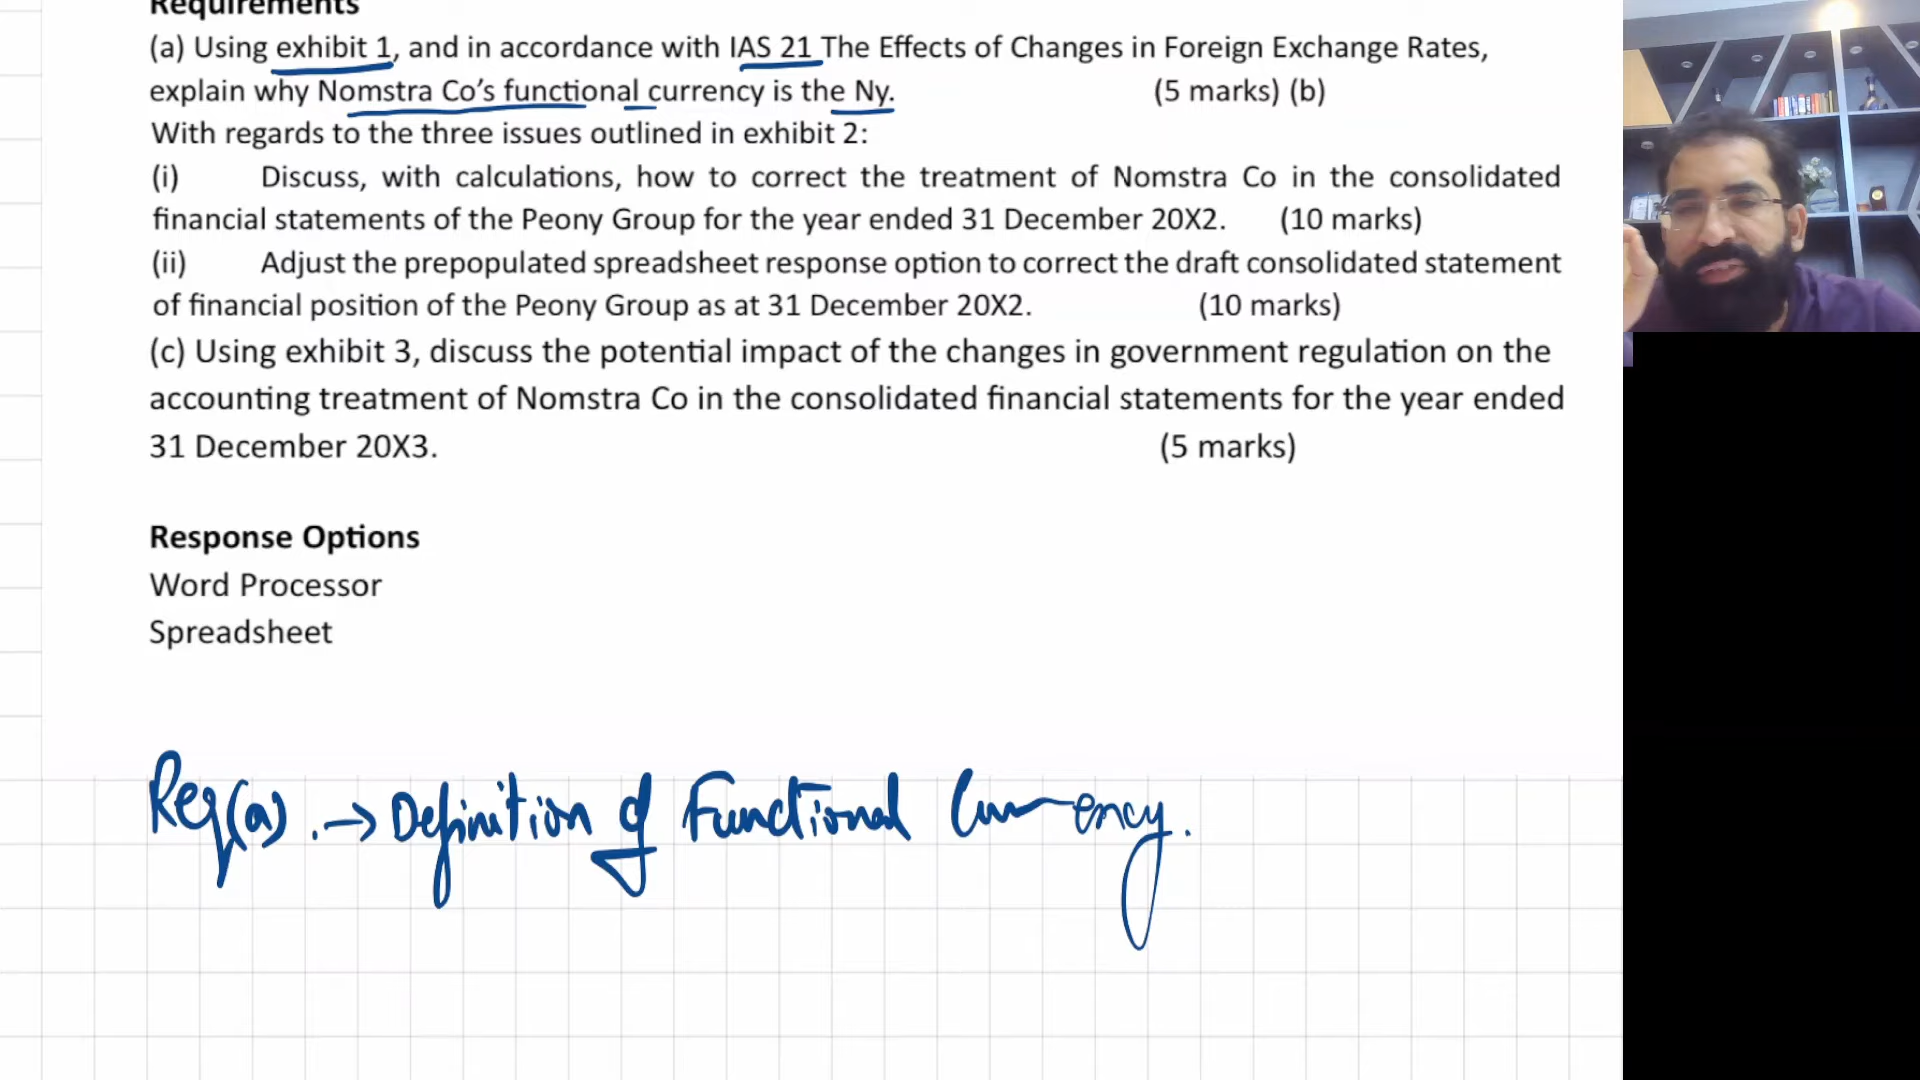 Requirements
(a) Using exhibit 1, and in accordance with IAS 21 The Effects of Changes in Foreign Exchange Rates,
explain why Nomstra Co’s functional currency is the Ny. (5 marks) (b)
With regards to the three issues outlined in exhibit 2:
(i) Discuss, with calculations, how to correct the treatment of Nomstra Co in the consolidated
financial statements of the Peony Group for the year ended 31 December 20X2. (10 marks)
(ii) Adjust the prepopulated spreadsheet response option to correct the draft consolidated statement
of financial position of the Peony Group as at 31 December 20X2. (10 marks)
(c) Using exhibit 3, discuss the potential impact of the changes in government regulation on the
accounting treatment of Nomstra Co in the consolidated financial statements for the year ended
31 December 20X3. (5 marks)
Response Options
Word Processor
Spreadsheet
Req(a). → Definition of Functional Currency.